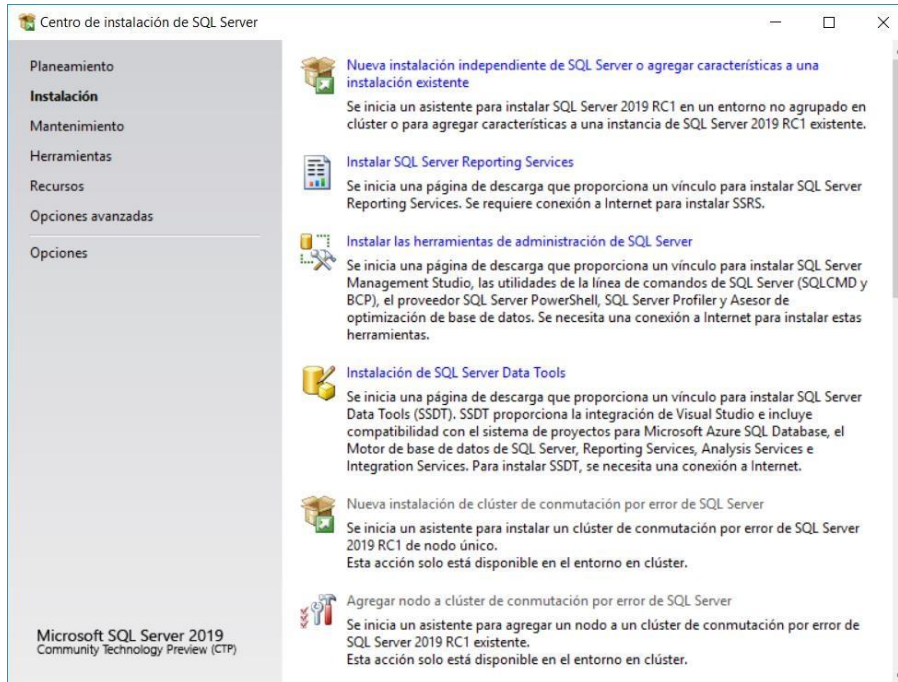 Centro de instalación de SQL Server
Planeamiento
Instalación
Mantenimiento
Herramientas
Recursos
Opciones avanzadas
Opciones
Microsoft SQL Server 2019
Community Technology Preview (CTP)
Nueva instalación independiente de SQL Server o agregar características a una
instalación existente
Se inicia un asistente para instalar SQL Server 2019 RC1 en un entorno no agrupado en
clúster o para agregar características a una instancia de SQL Server 2019 RC1 existente.
Instalar SQL Server Reporting Services
Se inicia una página de descarga que proporciona un vínculo para instalar SQL Server
Reporting Services. Se requiere conexión a Internet para instalar SSRS.
Instalar las herramientas de administración de SQL Server
Se inicia una página de descarga que proporciona un vínculo para instalar SQL Server
Management Studio, las utilidades de la línea de comandos de SQL Server (SQLCMD y
BCP), el proveedor SQL Server PowerShell, SQL Server Profiler y Asesor de
optimización de base de datos. Se necesita una conexión a Internet para instalar estas
herramientas.
Instalación de SQL Server Data Tools
Se inicia una página de descarga que proporciona un vínculo para instalar SQL Server
Data Tools (SSDT). SSDT proporciona la integración de Visual Studio e incluye
compatibilidad con el sistema de proyectos para Microsoft Azure SQL Database, el
Motor de base de datos de SQL Server, Reporting Services, Analysis Services e
Integration Services. Para instalar SSDT, se necesita una conexión a Internet.
Nueva instalación de clúster de conmutación por error de SQL Server
Se inicia un asistente para instalar un clúster de conmutación por error de SQL Server
2019 RC1 de nodo único.
Esta acción solo está disponible en el entorno en clúster.
Agregar nodo a clúster de conmutación por error de SQL Server
Se inicia un asistente para agregar un nodo a un clúster de conmutación por error de
SQL Server 2019 RC1 existente.
Esta acción solo está disponible en el entorno en clúster.